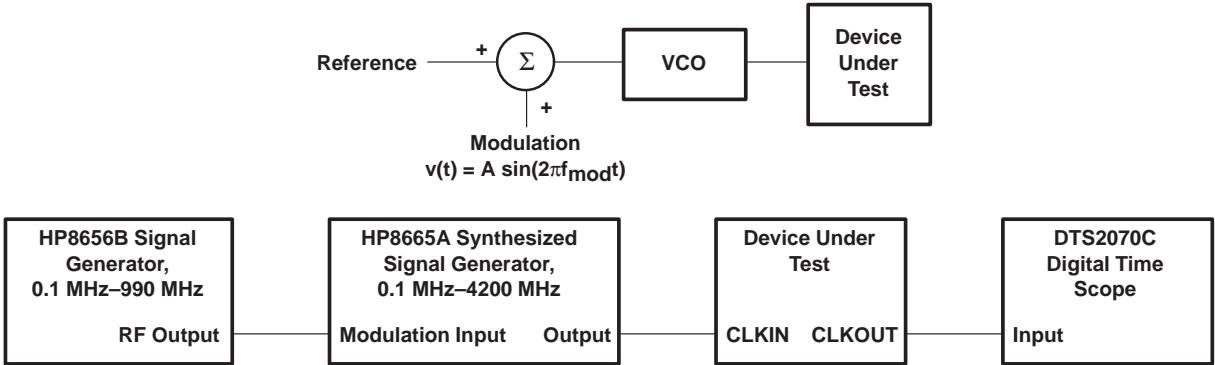 Reference
+
Σ
+
VCO
Device
Under
Test
Modulation
v(t) = A sin(2πf_mod t)
HP8656B Signal
Generator,
0.1 MHz–990 MHz
RF Output
HP8665A Synthesized
Signal Generator,
0.1 MHz–4200 MHz
Modulation Input Output
Device Under
Test
CLKIN CLKOUT
DTS2070C
Digital Time
Scope
Input